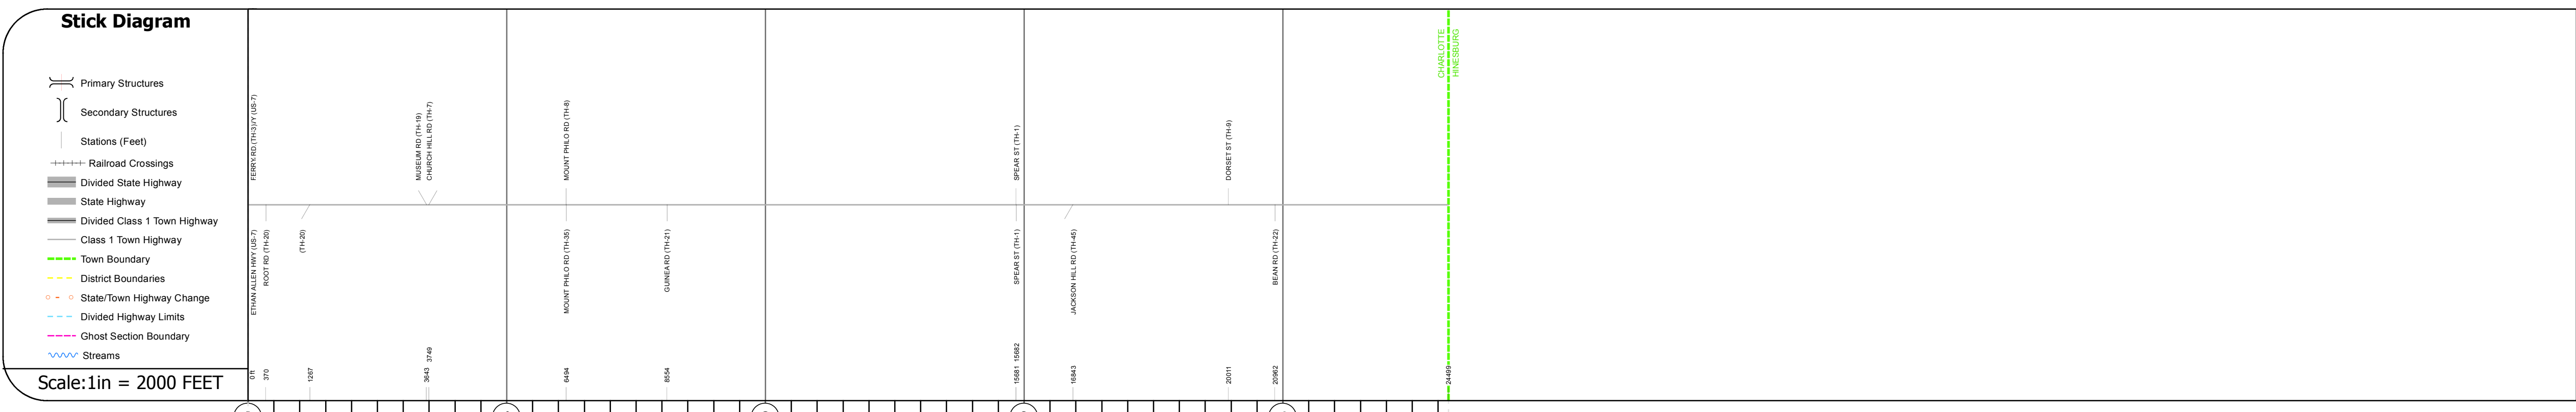 Stick Diagram
Primary Structures
Secondary Structures
Stations (Feet)
Railroad Crossings
Divided State Highway
State Highway
Divided Class 1 Town Highway
Class 1 Town Highway
Town Boundary
District Boundaries
State/Town Highway Change
Divided Highway Limits
Ghost Section Boundary
Streams
Scale:1in = 2000 FEET
FERRY RD (TH-3)/Y (US-7)
MUSEUM RD (TH-19)
CHURCH HILL RD (TH-7)
MOUNT PHILO RD (TH-8)
SPEAR ST (TH-1)
DORSET ST (TH-9)
CHARLOTTE
HINESBURG
ETHAN ALLEN HWY (US-7)
ROOT RD (TH-20)
(TH-20)
MOUNT PHILO RD (TH-35)
GUINEA RD (TH-21)
SPEAR ST (TH-1)
JACKSON HILL RD (TH-45)
BEAN RD (TH-22)
0 ft
370
1267
3643
3749
6494
8554
15681
15682
16843
20011
20962
24499